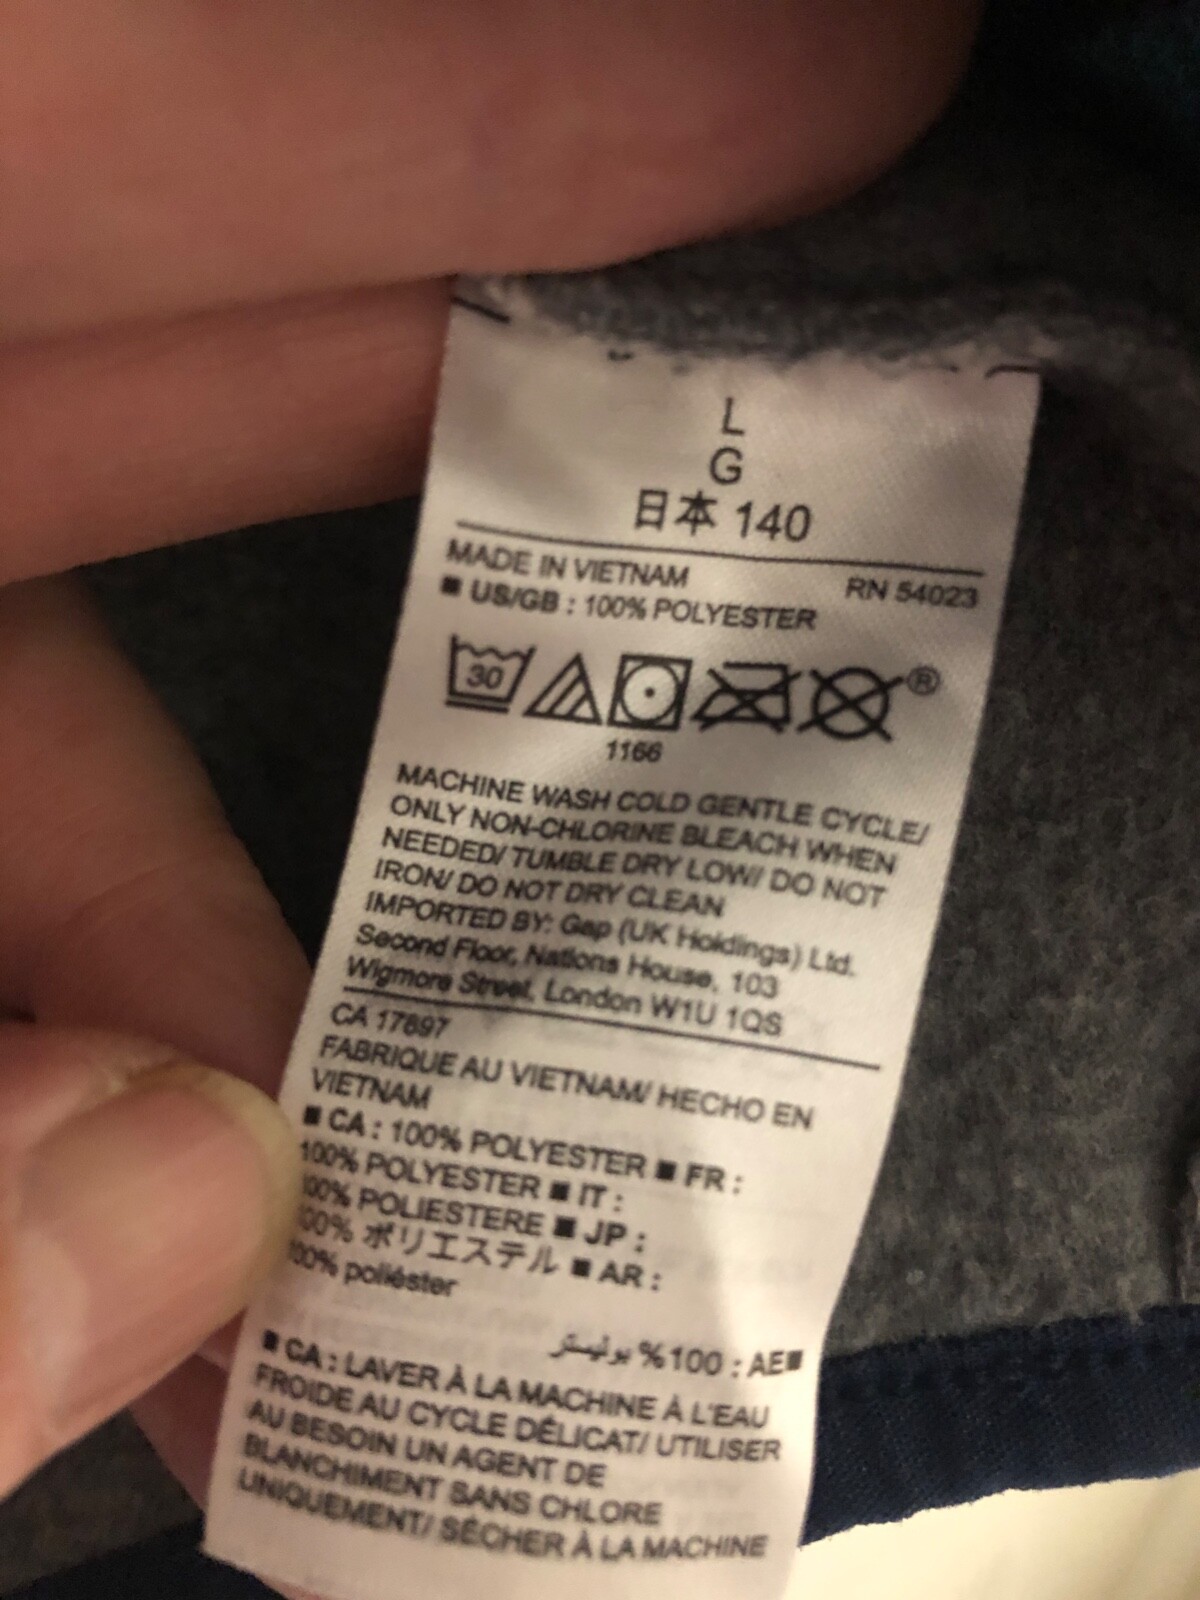 L
G
日本 140
MADE IN VIETNAM RN 54023
■ US/GB : 100% POLYESTER
30
®
1166
MACHINE WASH COLD GENTLE CYCLE/
ONLY NON-CHLORINE BLEACH WHEN
NEEDED/ TUMBLE DRY LOW/ DO NOT
IRON/ DO NOT DRY CLEAN
IMPORTED BY: Gap (UK Holdings) Ltd.
Second Floor, Nations House, 103
Wigmore Street, London W1U 1QS
CA 17897
FABRIQUE AU VIETNAM/ HECHO EN
VIETNAM
■ CA : 100% POLYESTER ■ FR :
100% POLYESTER ■ IT :
100% POLIESTERE ■ JP :
100% ポリエステル ■ AR :
100% poliéster
■AE : 100% بوليستر
■ CA : LAVER À LA MACHINE À L'EAU
FROIDE AU CYCLE DÉLICAT/ UTILISER
AU BESOIN UN AGENT DE
BLANCHIMENT SANS CHLORE
UNIQUEMENT/ SÉCHER À LA MACHINE